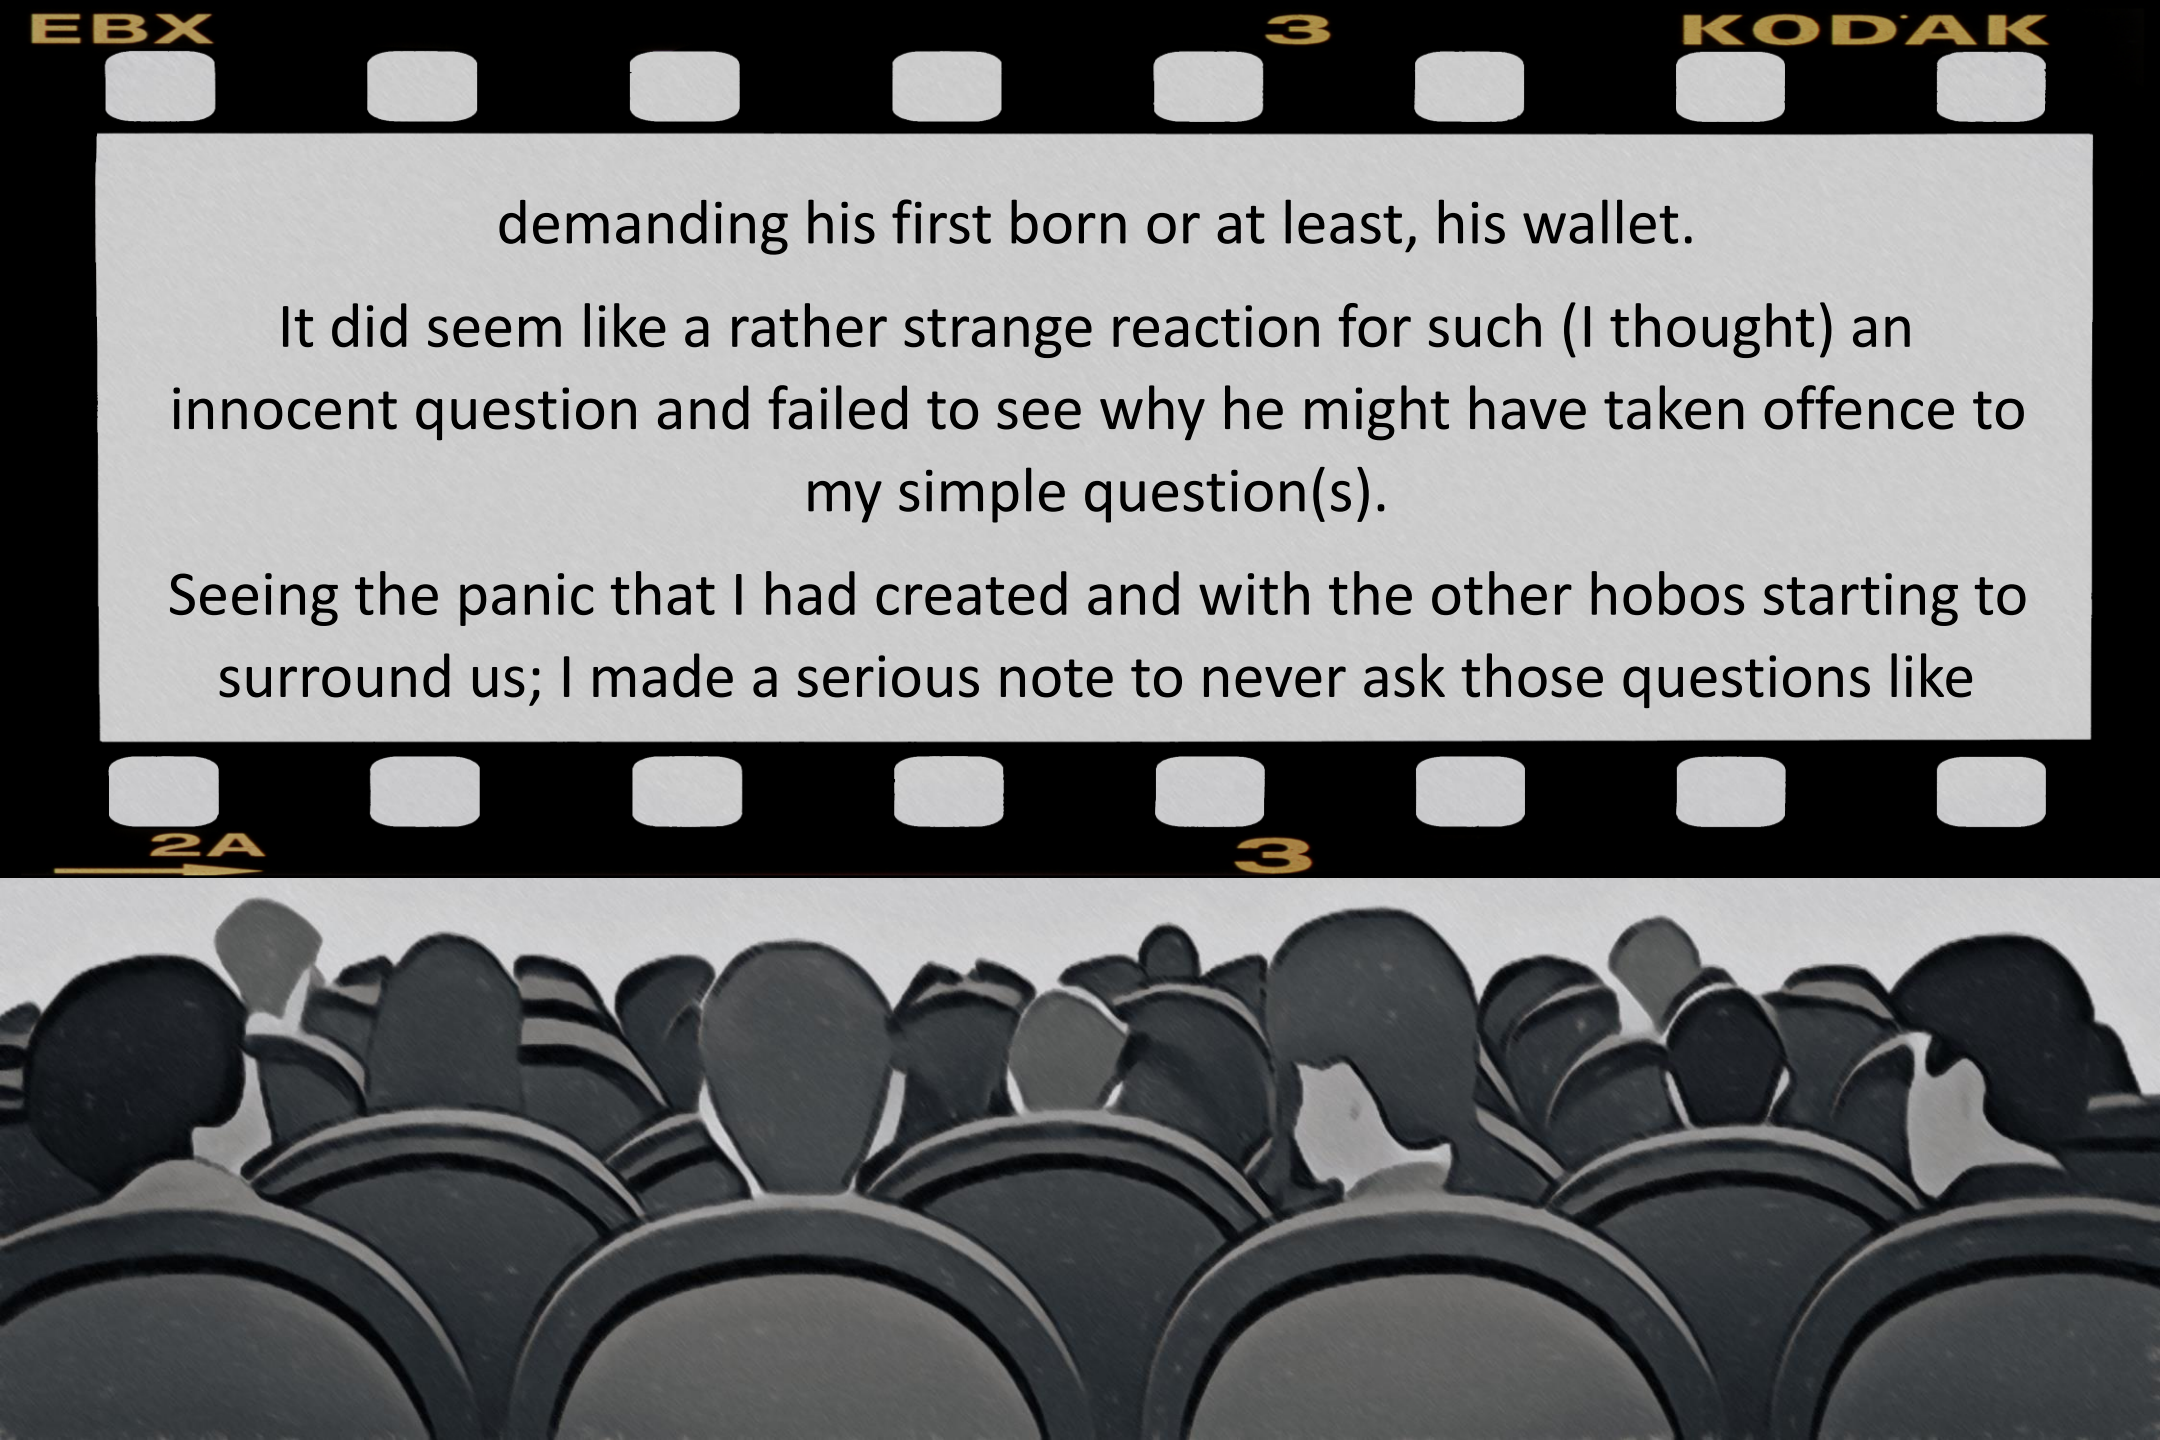 EBX 3 KODAK
demanding his first born or at least, his wallet.
It did seem like a rather strange reaction for such (I thought) an
innocent question and failed to see why he might have taken offence to
my simple question(s).
Seeing the panic that I had created and with the other hobos starting to
surround us; I made a serious note to never ask those questions like
2A 3